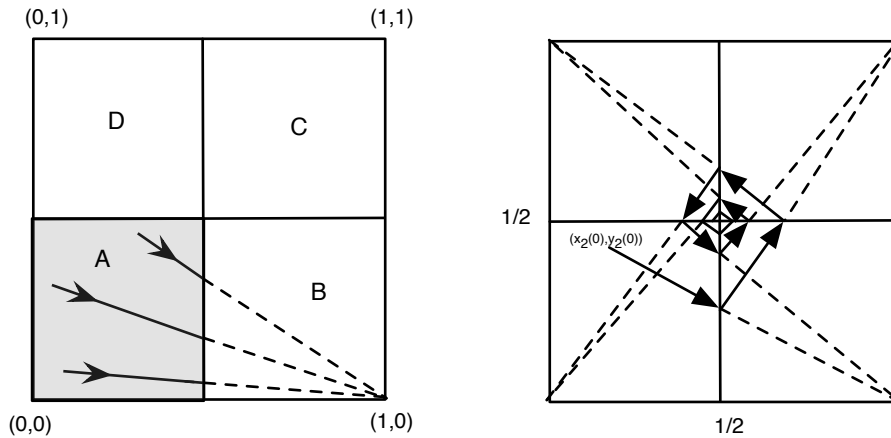 (0,1)
(1,1)
D
C
A
B
(0,0)
(1,0)
1/2
(x2(0),y2(0))
1/2